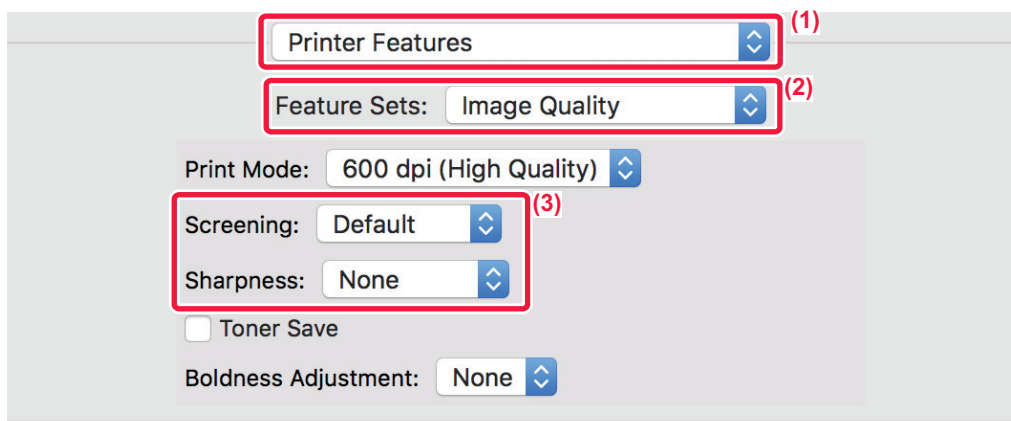 (1)
Printer Features
(2)
Feature Sets: Image Quality
Print Mode: 600 dpi (High Quality)
(3)
Screening: Default
Sharpness: None
Toner Save
Boldness Adjustment: None